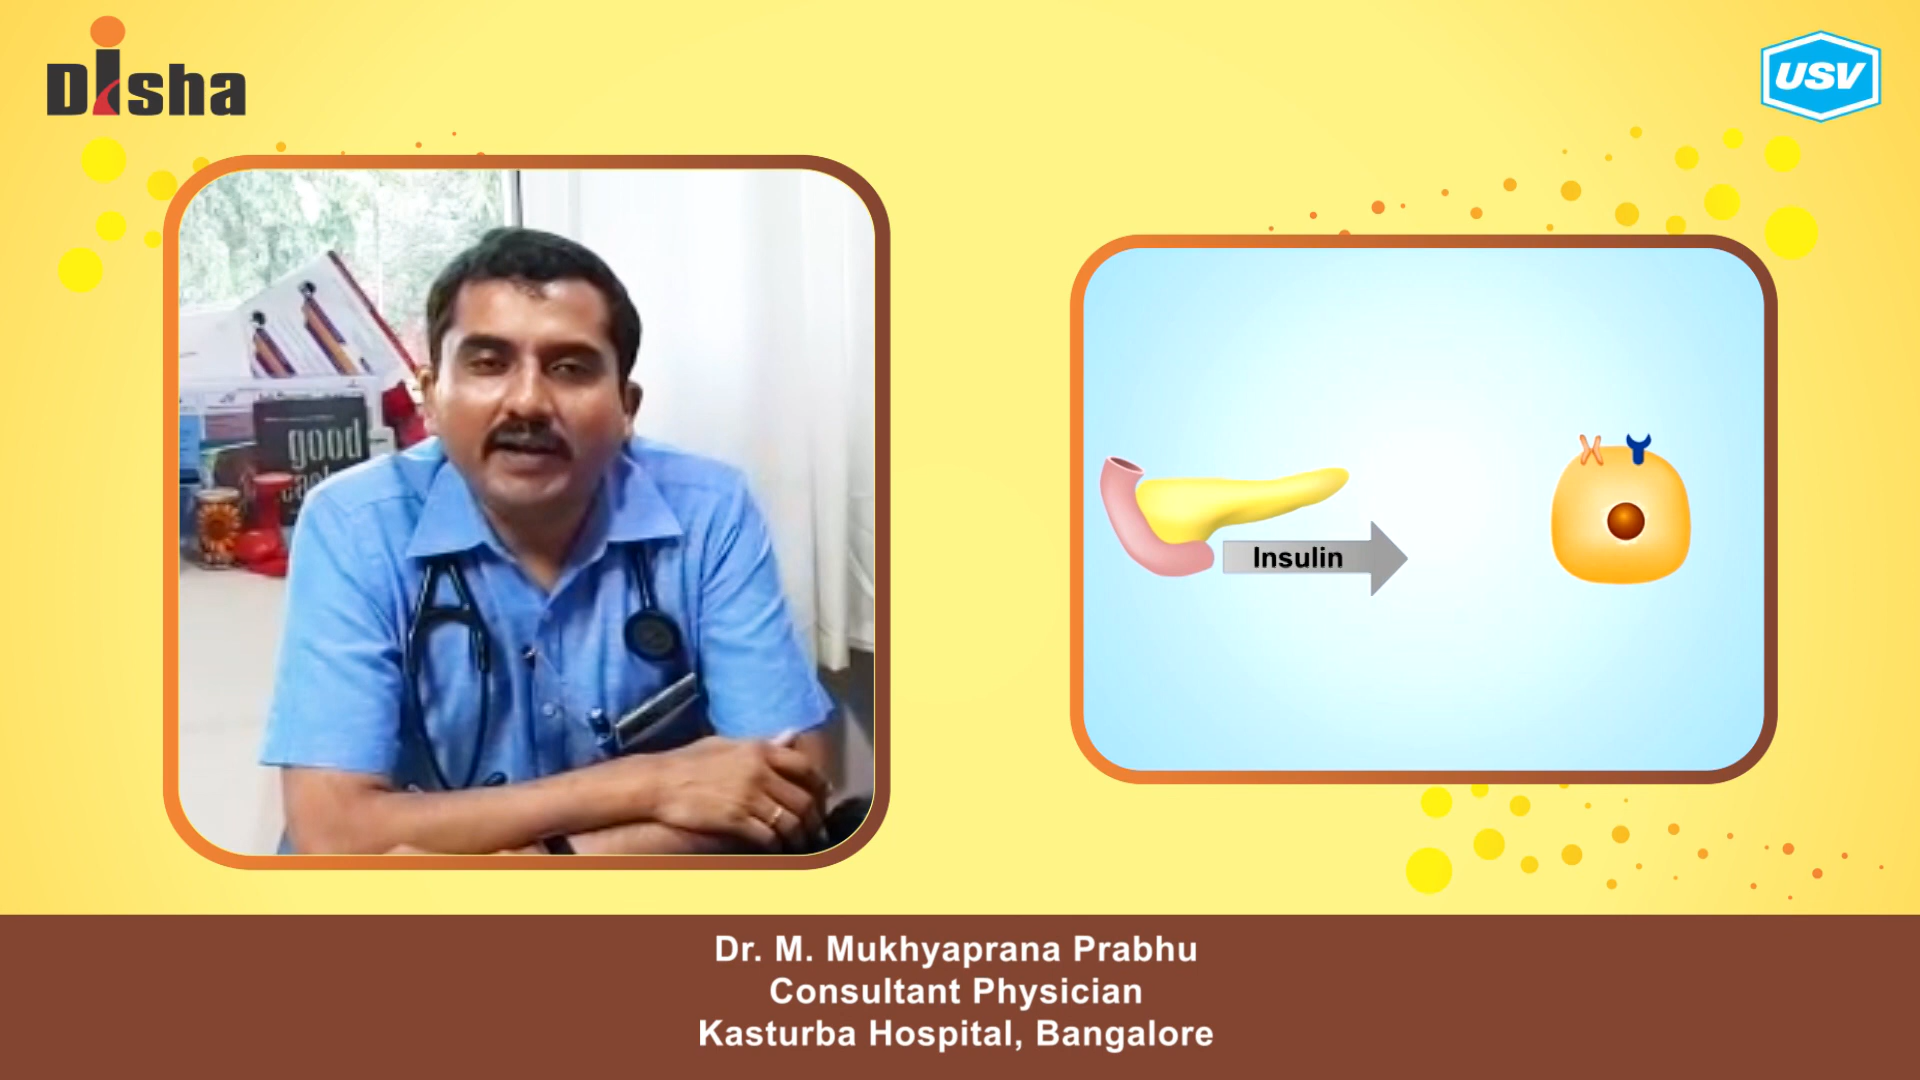 Disha
USV
good
Insulin
Dr. M. Mukhyaprana Prabhu
Consultant Physician
Kasturba Hospital, Bangalore